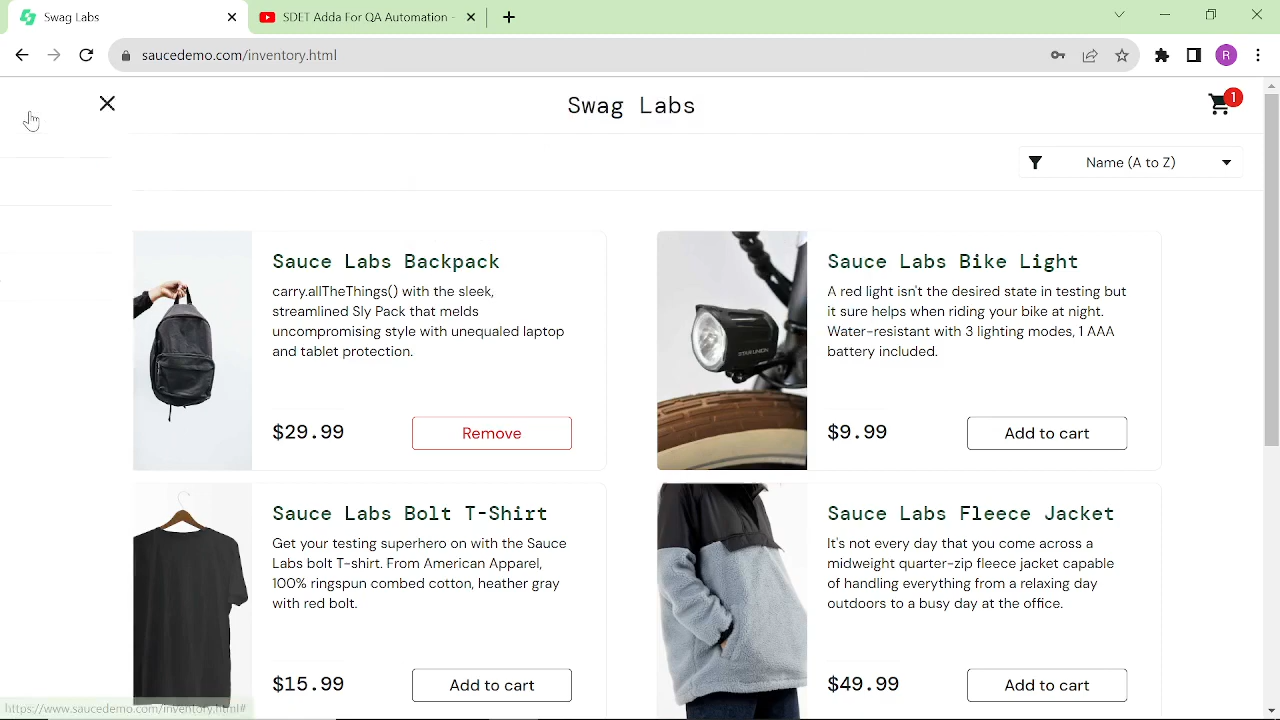 Swag Labs
SDET Adda For QA Automation -
saucedemo.com/inventory.html
R
Swag Labs
1
Name (A to Z)
Sauce Labs Backpack
carry.allTheThings() with the sleek,
streamlined Sly Pack that melds
uncompromising style with unequaled laptop
and tablet protection.
$29.99
Remove
Sauce Labs Bike Light
A red light isn't the desired state in testing but
it sure helps when riding your bike at night.
Water-resistant with 3 lighting modes, 1 AAA
battery included.
$9.99
Add to cart
STAR UNION
Sauce Labs Bolt T-Shirt
Get your testing superhero on with the Sauce
Labs bolt T-shirt. From American Apparel,
100% ringspun combed cotton, heather gray
with red bolt.
$15.99
Add to cart
Sauce Labs Fleece Jacket
It's not every day that you come across a
midweight quarter-zip fleece jacket capable
of handling everything from a relaxing day
outdoors to a busy day at the office.
$49.99
Add to cart
https://www.saucedemo.com/inventory.html#